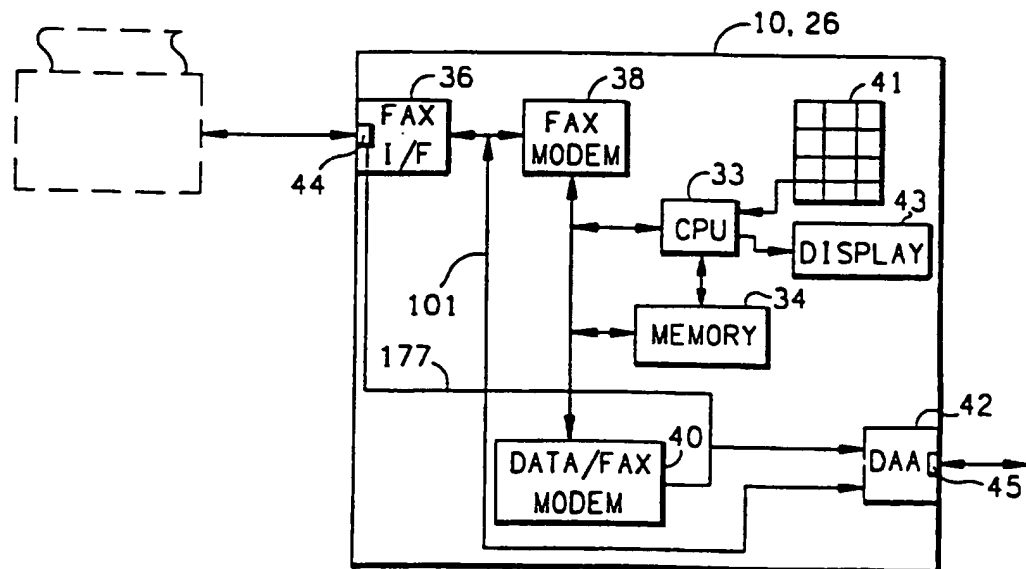 10, 26
36
38
41
FAX
I/F
FAX
MODEM
44
33
CPU
43
DISPLAY
101
34
MEMORY
177
42
40
DATA/FAX
MODEM
DAA
45